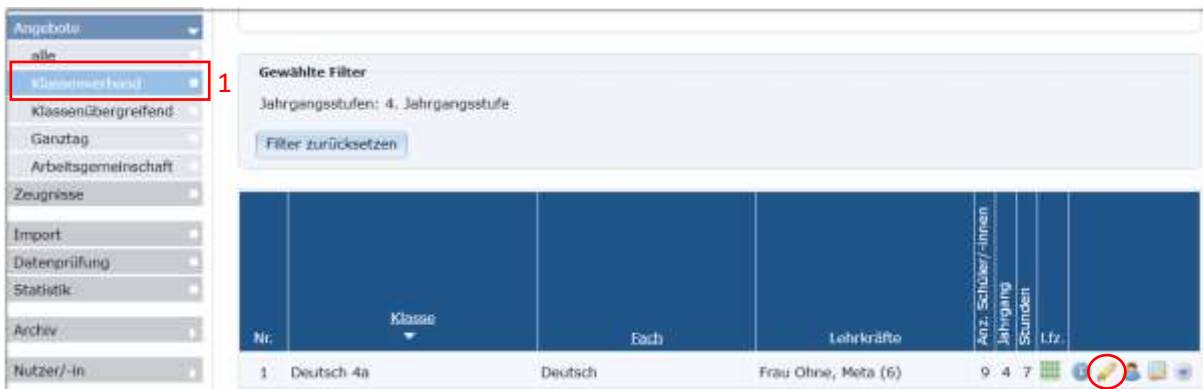 Angebote
alle
Klassenverband
1
Klassenübergreifend
Ganztag
Arbeitsgemeinschaft
Zeugnisse
Import
Datenprüfung
Statistik
Archiv
Nutzer/-in
Gewählte Filter
Jahrgangsstufen: 4. Jahrgangsstufe
Filter zurücksetzen
Nr. Klasse Fach Lehrkräfte Anz. Schüler/-innen Jahrgang Stunden Lfz.
1 Deutsch 4a Deutsch Frau Ohne, Meta (6) 9 4 7